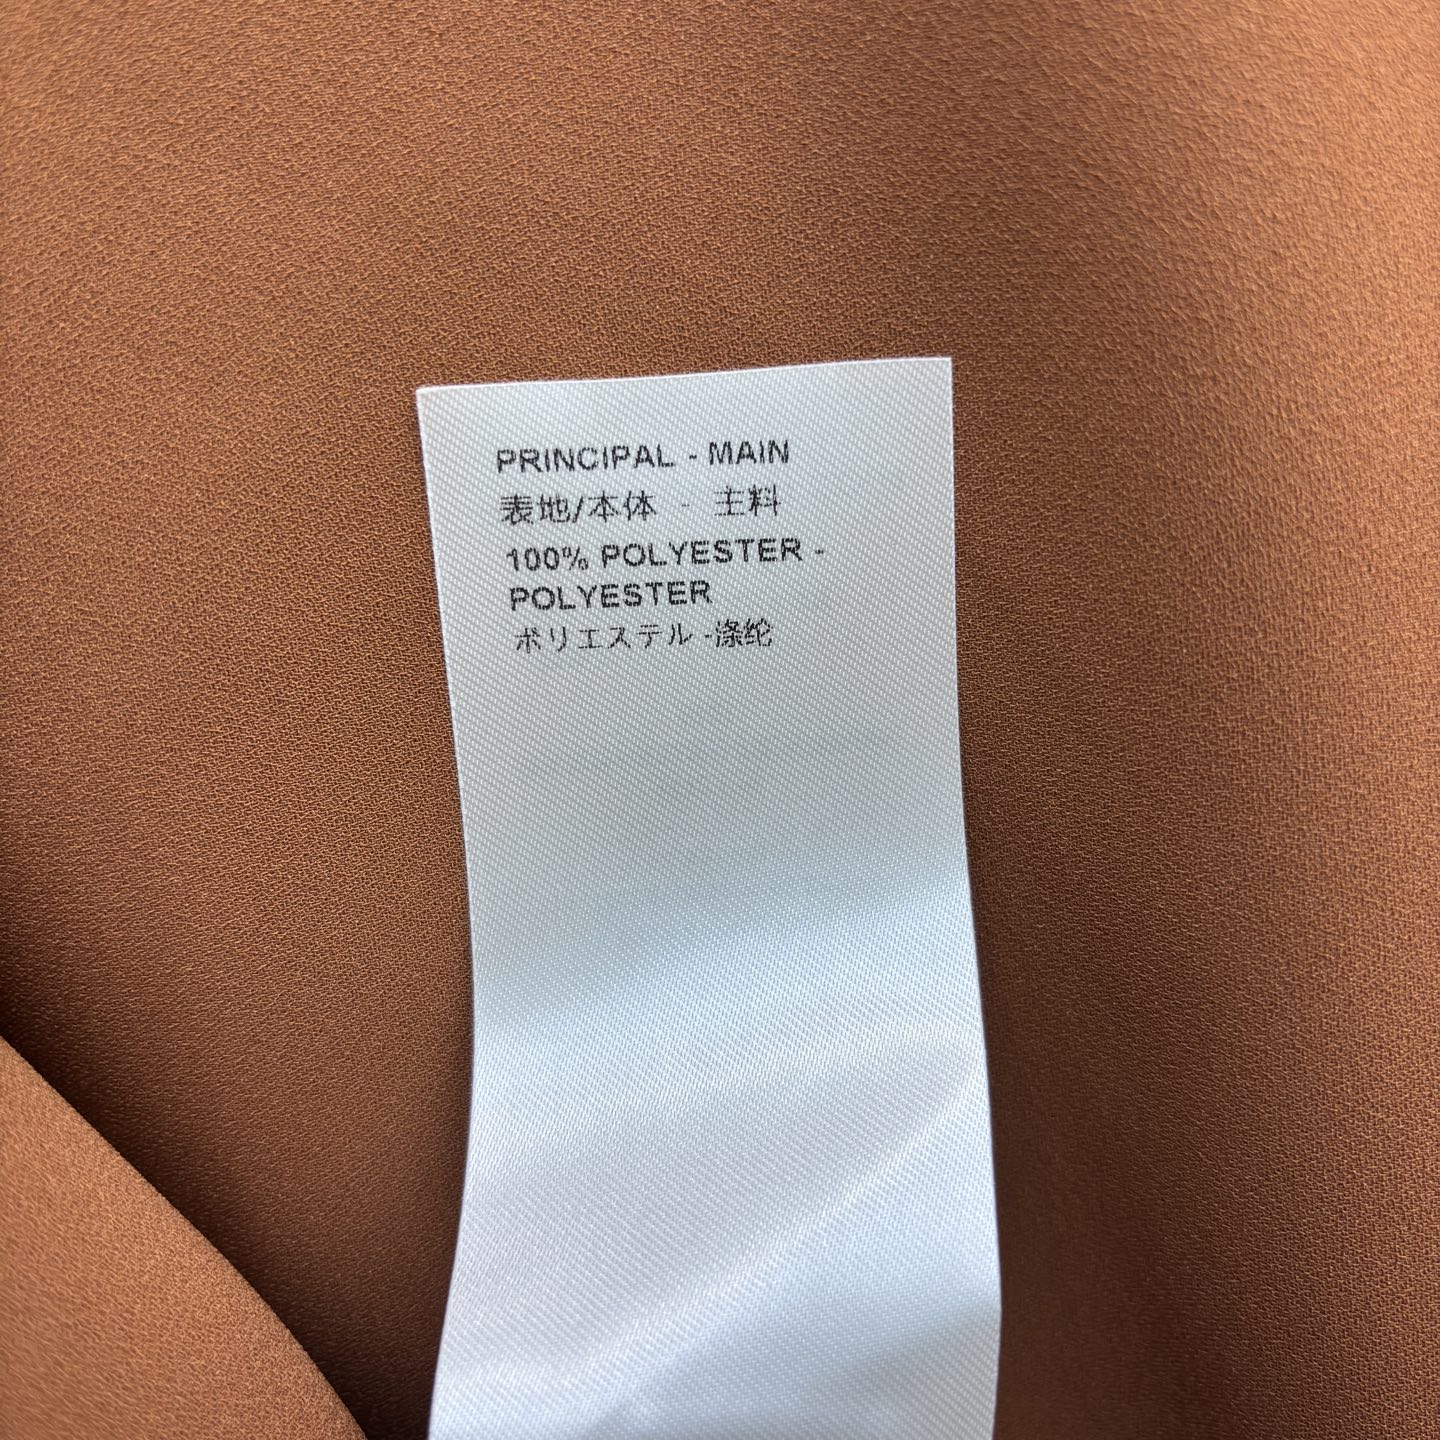 PRINCIPAL - MAIN
表地/本体 - 主料
100% POLYESTER -
POLYESTER
ポリエステル -涤纶